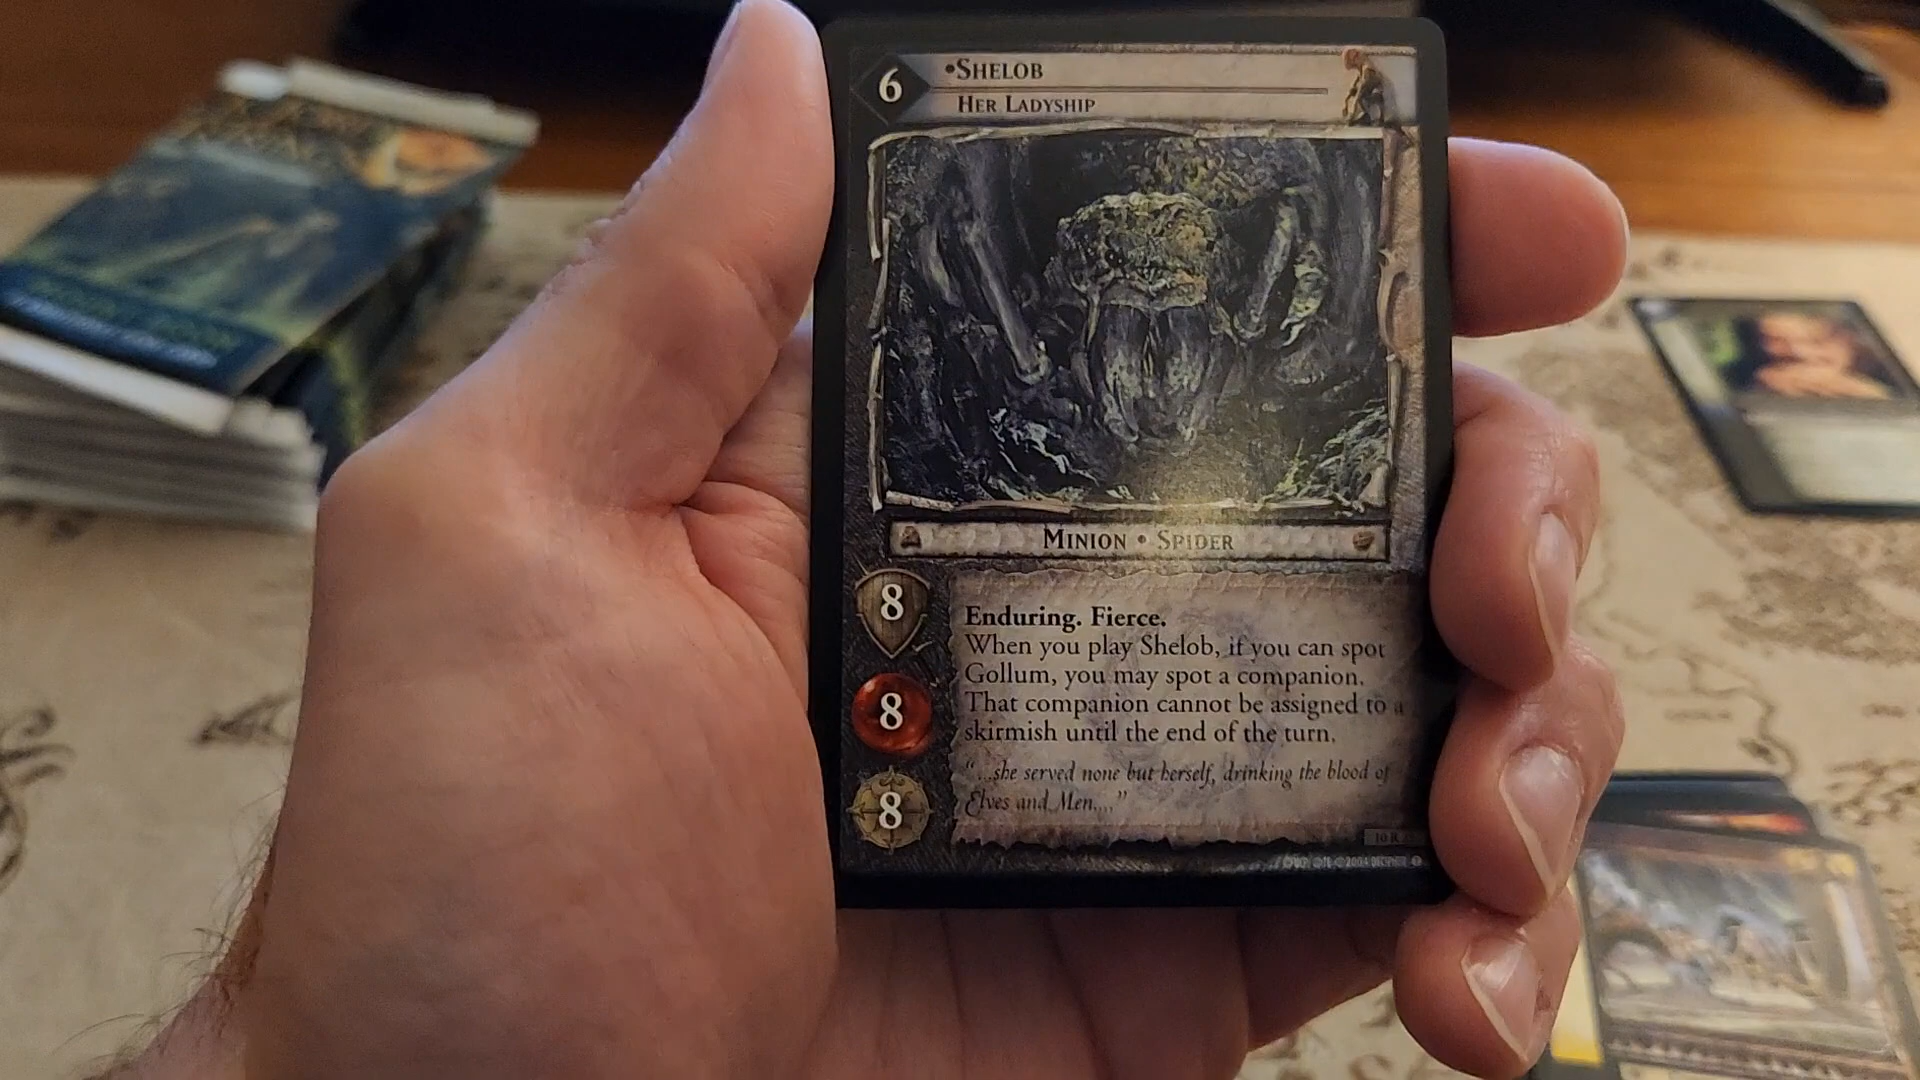 6
•Shelob
Her Ladyship
Minion • Spider
8
8
8
Enduring. Fierce.
When you play Shelob, if you can spot
Gollum, you may spot a companion.
That companion cannot be assigned to a
skirmish until the end of the turn.
“...she served none but herself, drinking the blood of
Elves and Men....”
10 R